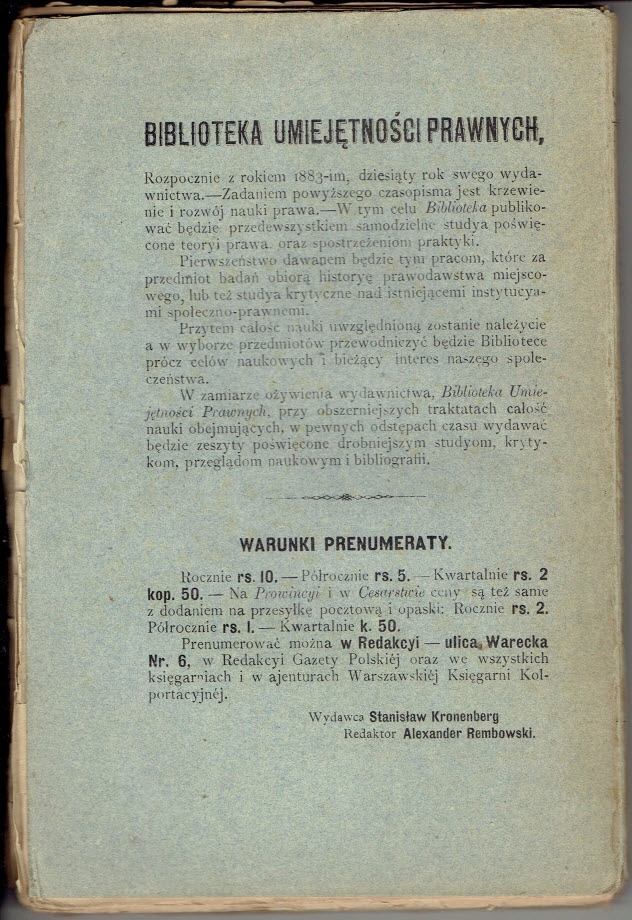 BIBLIOTEKA UMIEJĘTNOŚCI PRAWNYCH,
Rozpocznie z rokiem 1883-im, dziesiąty rok swego wyda-
wnictwa.—Zadaniem powyższego czasopisma jest krzewie-
nie i rozwój nauki prawa.—W tym celu Biblioteka publiko-
wać będzie przedewszystkiem samodzielne studya poświę-
cone teoryi prawa oraz spostrzeżeniom praktyki.
Pierwszeństwo dawanem będzie tym pracom, które za
przedmiot badań obiorą historyę prawodawstwa miejsco-
wego, lub też studya krytyczne nad istniejącemi instytucya-
mi społeczno-prawnemi.
Przytem całość nauki uwzględnioną zostanie należycie
a w wyborze przedmiotów przewodniczyć będzie Bibliotece
prócz celów naukowych i bieżący interes naszego społe-
czeństwa.
W zamiarze ożywienia wydawnictwa, Biblioteka Umie-
jętności Prawnych, przy obszerniejszych traktatach całość
nauki obejmujących, w pewnych odstępach czasu wydawać
będzie zeszyty poświęcone drobniejszym studyom, kryty-
kom, przeglądom naukowym i bibliografii.
WARUNKI PRENUMERATY.
Rocznie rs. 10. — Półrocznie rs. 5. — Kwartalnie rs. 2
kop. 50. — Na Prowincyi i w Cesarstwie ceny są też same
z dodaniem na przesyłkę pocztową i opaski: Rocznie rs. 2.
Półrocznie rs. 1. — Kwartalnie k. 50.
Prenumerować można w Redakcyi — ulica Warecka
Nr. 6, w Redakcyi Gazety Polskiéj oraz we wszystkich
księgarniach i w ajenturach Warszawskiéj Księgarni Kol-
portacyjnéj.
Wydawca Stanisław Kronenberg
Redaktor Alexander Rembowski.